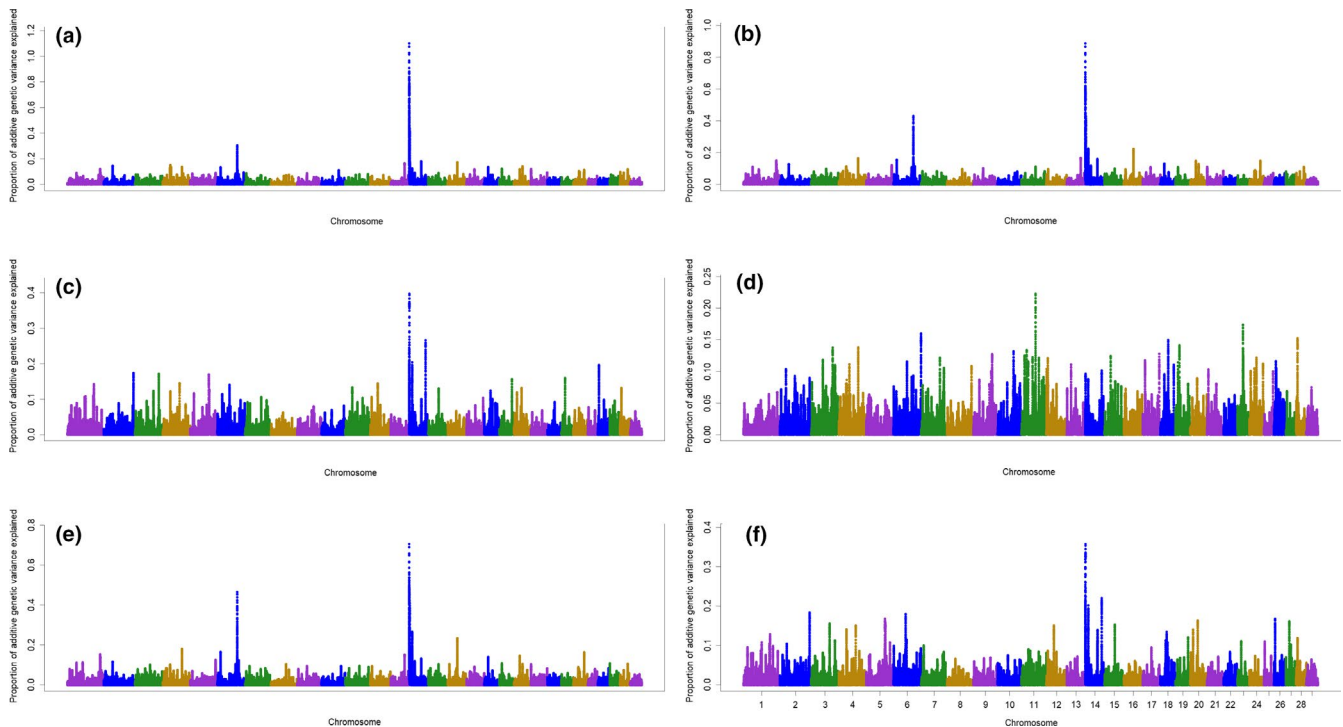 (a)
Proportion of additive genetic variance explained
0.0 0.2 0.4 0.6 0.8 1.0 1.2
Chromosome
(b)
Proportion of additive genetic variance explained
0.0 0.2 0.4 0.6 0.8 1.0
Chromosome
(c)
Proportion of additive genetic variance explained
0.0 0.1 0.2 0.3 0.4
Chromosome
(d)
Proportion of additive genetic variance explained
0.00 0.05 0.10 0.15 0.20 0.25
Chromosome
(e)
Proportion of additive genetic variance explained
0.0 0.2 0.4 0.6 0.8
Chromosome
(f)
Proportion of additive genetic variance explained
0.0 0.1 0.2 0.3 0.4
1 2 3 4 5 6 7 8 9 10 11 12 13 14 15 16 17 18 19 20 21 22 23 24 25 26 28
Chromosome